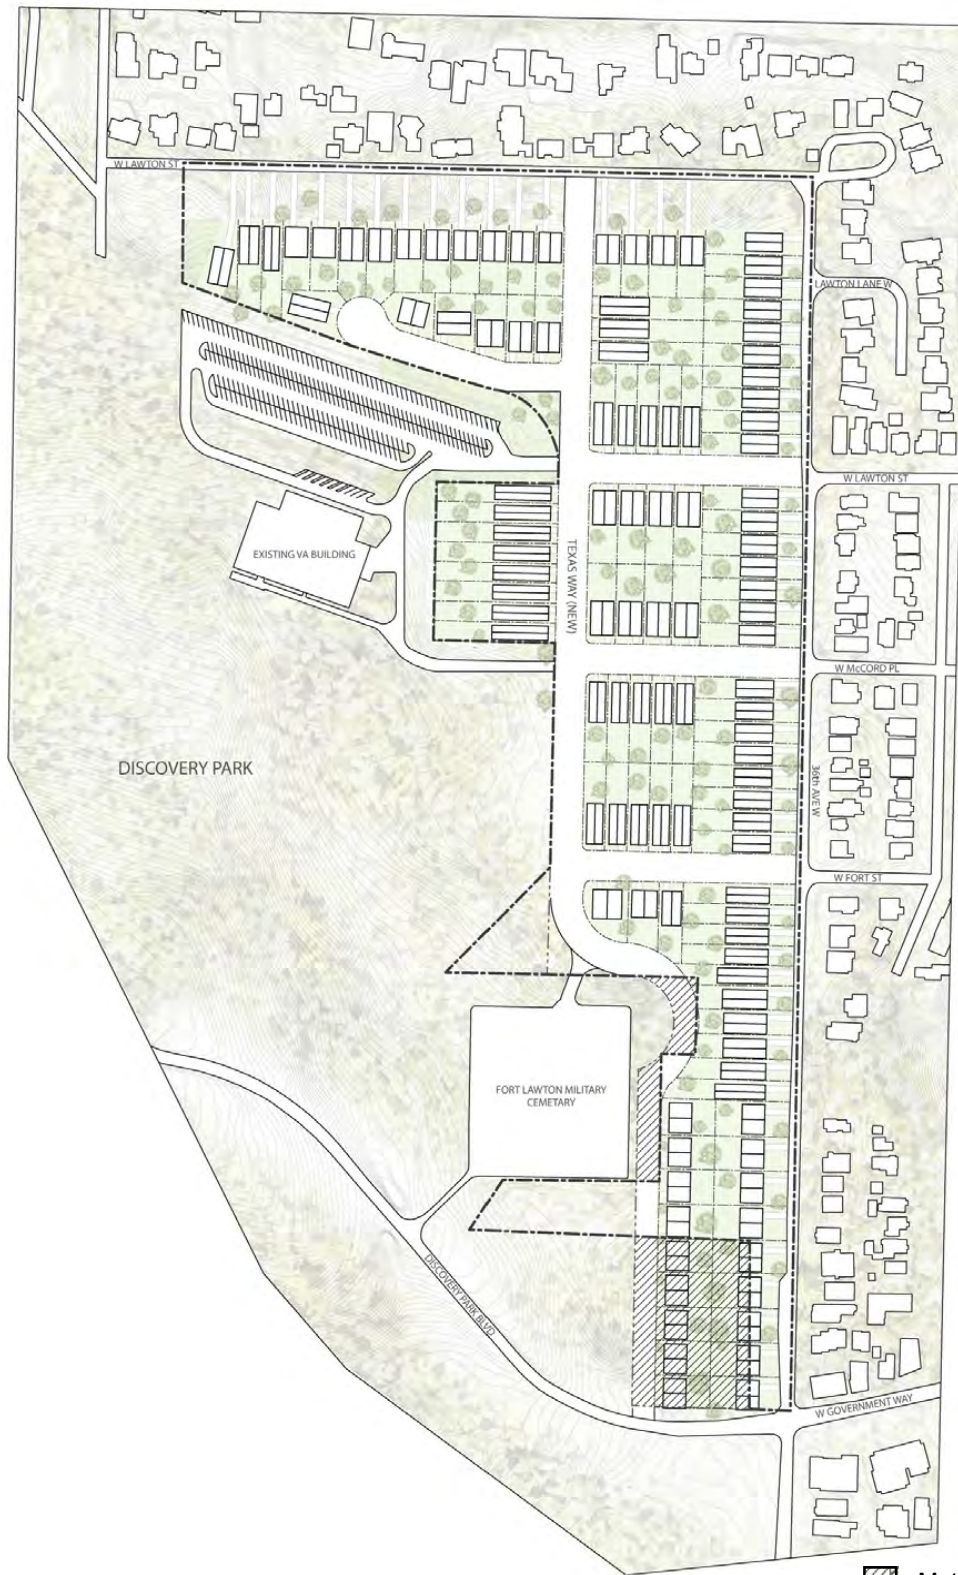 W LAWTON ST
LAWTON LANE W
W LAWTON ST
EXISTING VA BUILDING
TEXAS WAY (NEW)
W McCORD PL
DISCOVERY PARK
36th AVE W
W FORT ST
FORT LAWTON MILITARY
CEMETARY
DISCOVERY PARK BLVD
W GOVERNMENT WAY